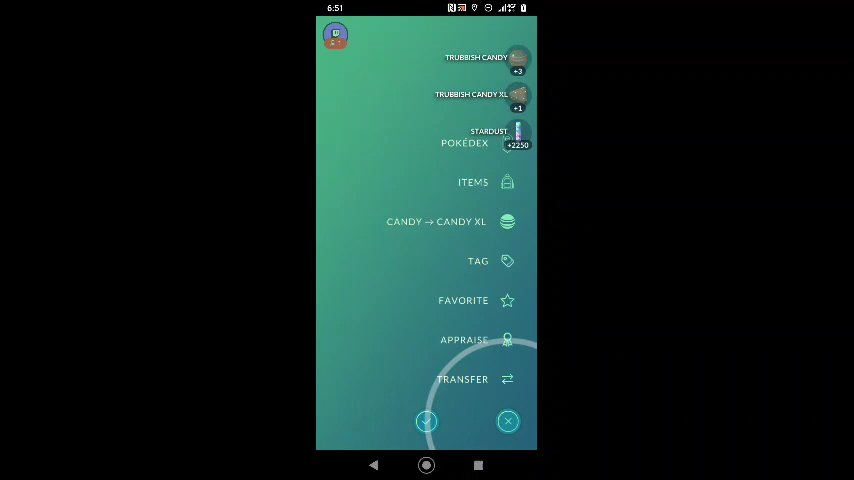 6:51
TRUBBISH CANDY
+3
TRUBBISH CANDY XL
+1
STARDUST
+2250
POKÉDEX
ITEMS
CANDY → CANDY XL
TAG
FAVORITE
APPRAISE
TRANSFER